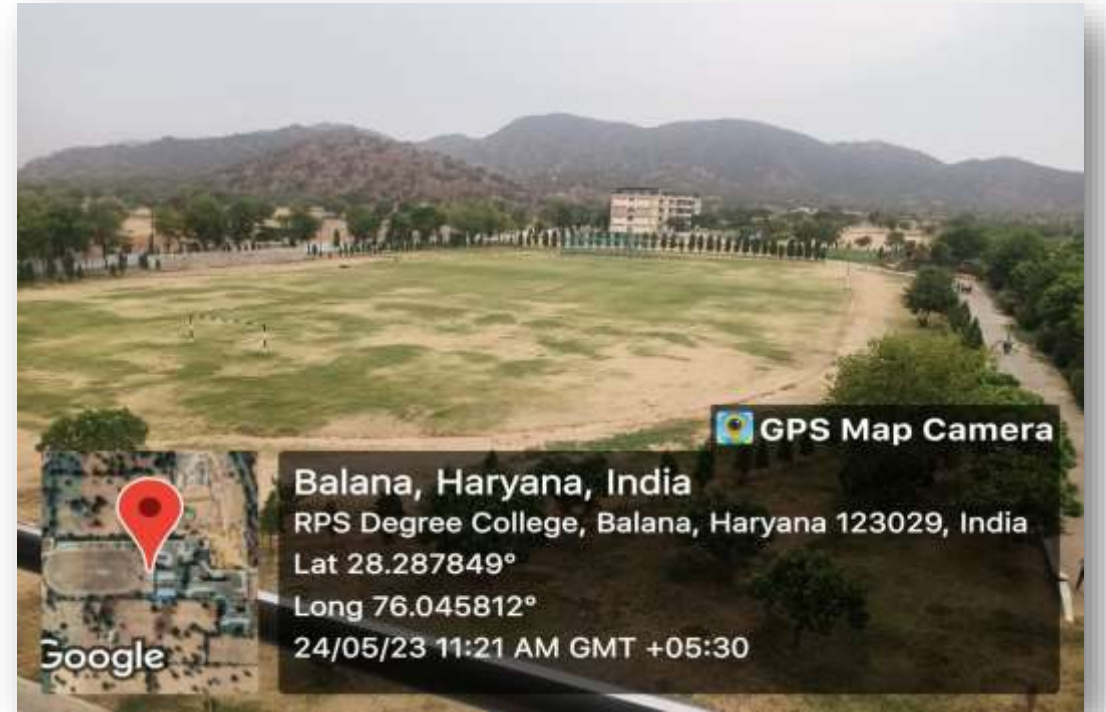 GPS Map Camera
Balana, Haryana, India
RPS Degree College, Balana, Haryana 123029, India
Lat 28.287849°
Long 76.045812°
24/05/23 11:21 AM GMT +05:30
Google